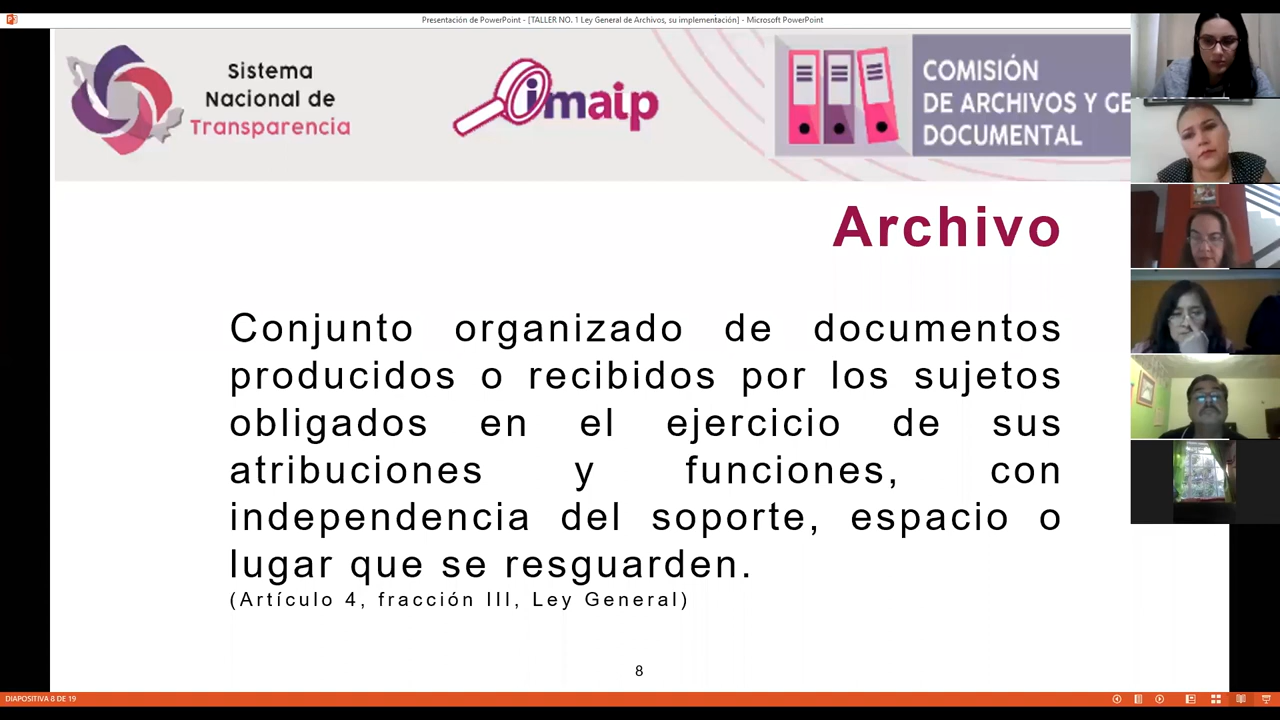 Presentación de PowerPoint - [TALLER NO. 1 Ley General de Archivos, su implementación] - Microsoft PowerPoint
Sistema
Nacional de
Transparencia
imaip
COMISIÓN
DE ARCHIVOS Y GE
DOCUMENTAL
Archivo
Conjunto organizado de documentos
producidos o recibidos por los sujetos
obligados en el ejercicio de sus
atribuciones y funciones, con
independencia del soporte, espacio o
lugar que se resguarden.
(Artículo 4, fracción III, Ley General)
8
DIAPOSITIVA 8 DE 19